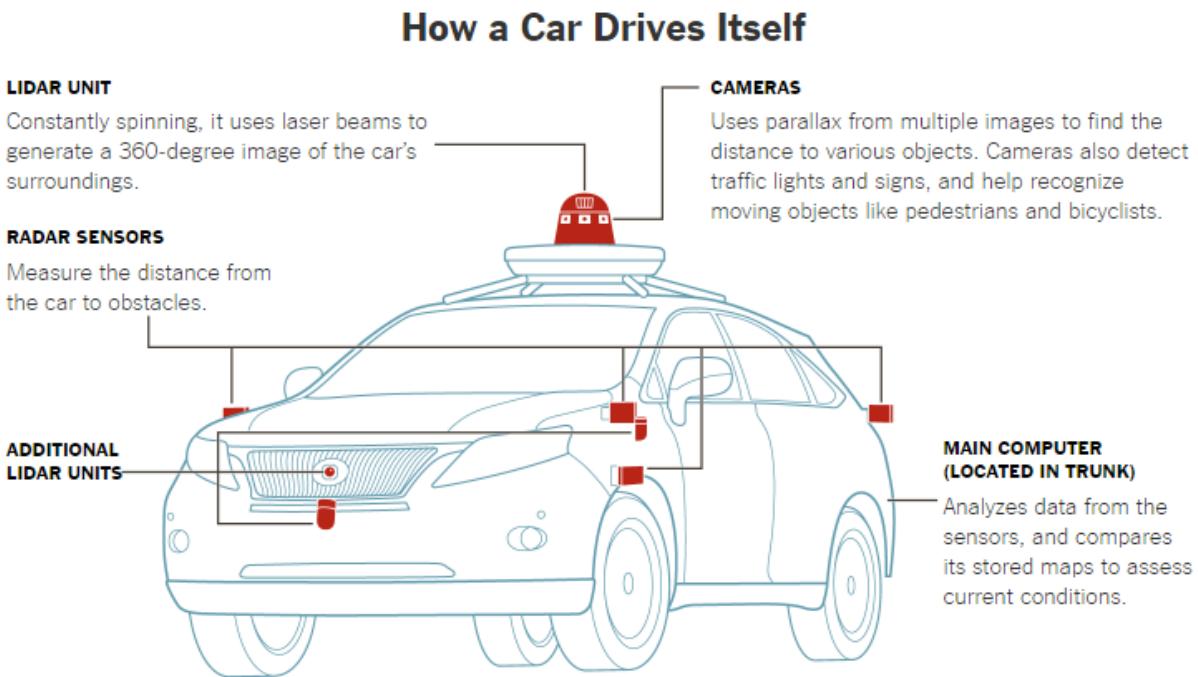 How a Car Drives Itself
LIDAR UNIT
Constantly spinning, it uses laser beams to
generate a 360-degree image of the car's
surroundings.
CAMERAS
Uses parallax from multiple images to find the
distance to various objects. Cameras also detect
traffic lights and signs, and help recognize
moving objects like pedestrians and bicyclists.
RADAR SENSORS
Measure the distance from
the car to obstacles.
ADDITIONAL
LIDAR UNITS
MAIN COMPUTER
(LOCATED IN TRUNK)
Analyzes data from the
sensors, and compares
its stored maps to assess
current conditions.